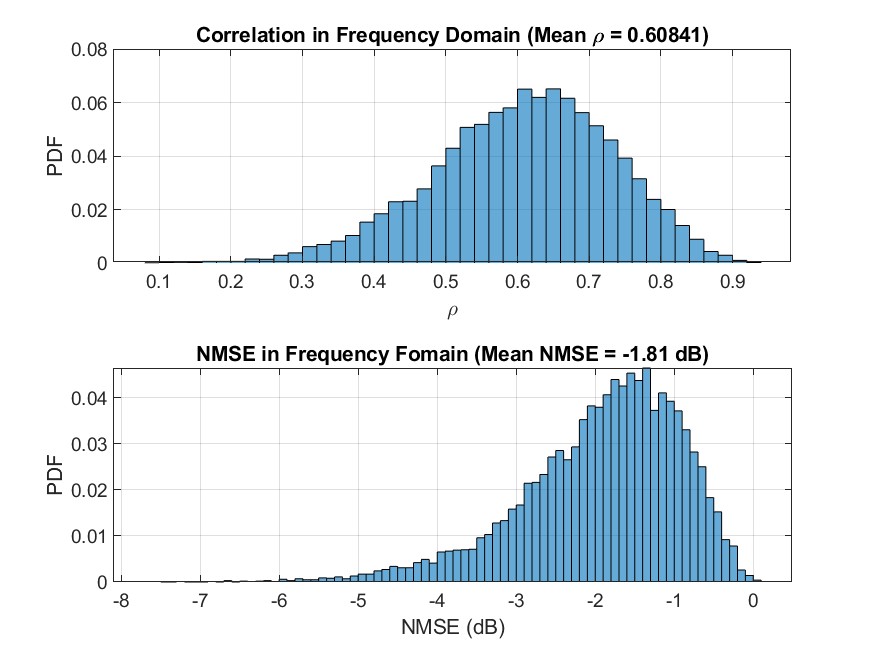 Correlation in Frequency Domain (Mean ρ = 0.60841)
0.08
0.06
0.04
0.02
0
PDF
0.1 0.2 0.3 0.4 0.5 0.6 0.7 0.8 0.9
ρ
NMSE in Frequency Fomain (Mean NMSE = -1.81 dB)
0.04
0.03
0.02
0.01
0
PDF
-8 -7 -6 -5 -4 -3 -2 -1 0
NMSE (dB)